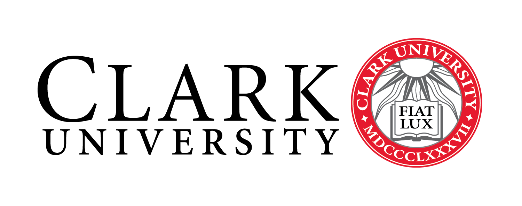 CLARK
UNIVERSITY
CLARK UNIVERSITY
FIAT
LUX
MDCCCLXXXVII